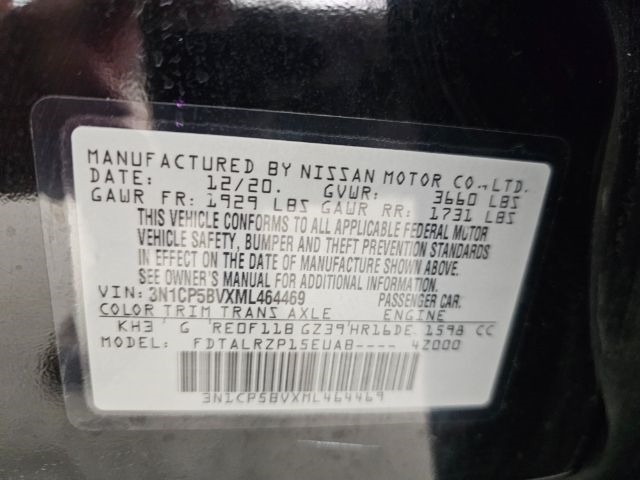 MANUFACTURED BY NISSAN MOTOR CO.,LTD.
DATE: 12/20. GVWR: 3660 LBS
GAWR FR: 1929 LBS GAWR RR: 1731 LBS
THIS VEHICLE CONFORMS TO ALL APPLICABLE FEDERAL MOTOR
VEHICLE SAFETY, BUMPER AND THEFT PREVENTION STANDARDS
IN EFFECT ON THE DATE OF MANUFACTURE SHOWN ABOVE.
SEE OWNER'S MANUAL FOR ADDITIONAL INFORMATION.
VIN: 3N1CP5BVXML464469 PASSENGER CAR.
COLOR TRIM TRANS AXLE ENGINE
KH3 G RE0F11B GZ39 HR16DE 1598 CC
MODEL: FDTALRZP15EUAB---- 42000
3N1CP5BVXML464469